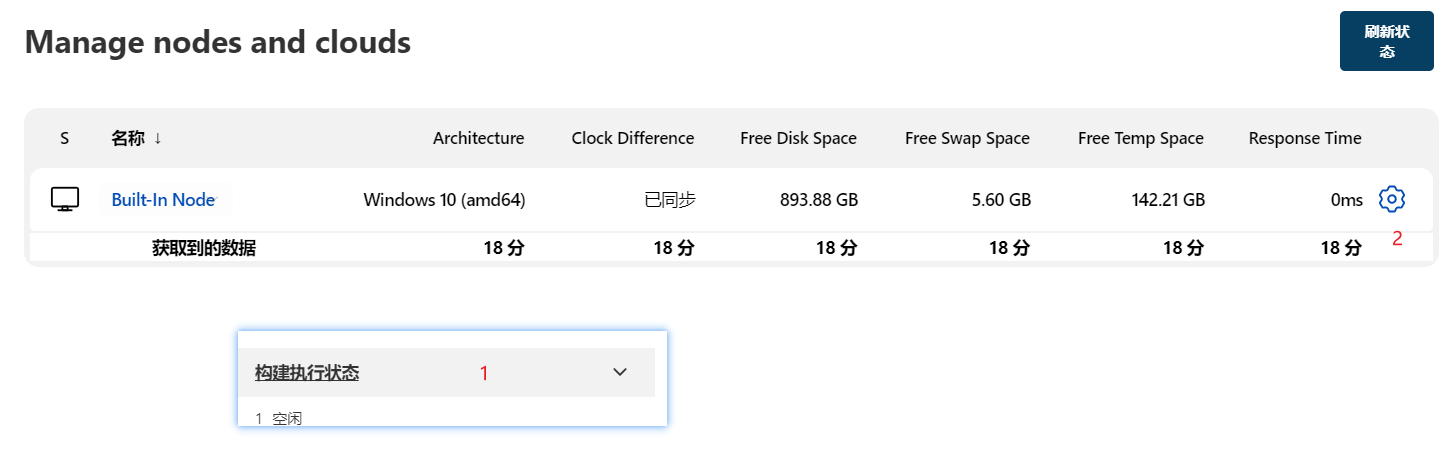 Manage nodes and clouds
刷新状
态
S 名称 ↓ Architecture Clock Difference Free Disk Space Free Swap Space Free Temp Space Response Time
Built-In Node Windows 10 (amd64) 已同步 893.88 GB 5.60 GB 142.21 GB 0ms
获取到的数据 18 分 18 分 18 分 18 分 18 分 18 分
2
构建执行状态 1
1 空闲